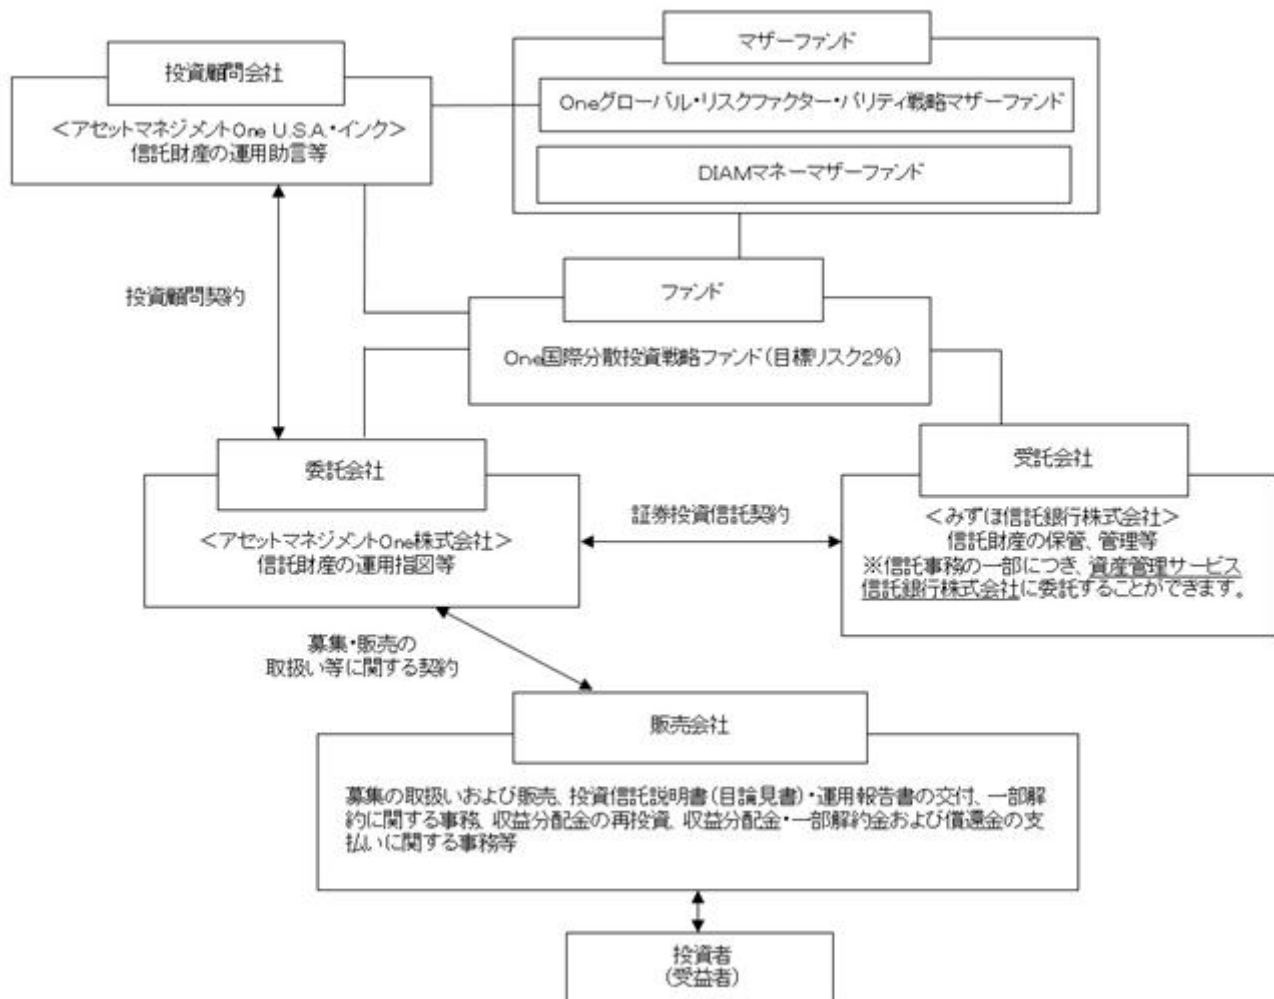 マザーファンド
投資顧問会社
Oneグローバル・リスクファクター・パリティ戦略マザーファンド
＜アセットマネジメントOne U.S.A.・インク＞
信託財産の運用助言等
DIAMマネーマザーファンド
投資顧問契約
ファンド
One国際分散投資戦略ファンド(目標リスク2%)
委託会社
＜アセットマネジメントOne株式会社＞
信託財産の運用指図等
証券投資信託契約
受託会社
＜みずほ信託銀行株式会社＞
信託財産の保管、管理等
※信託事務の一部につき、資産管理サービス
信託銀行株式会社に委託することができます。
募集・販売の
取扱い等に関する契約
販売会社
募集の取扱いおよび販売、投資信託説明書(目論見書)・運用報告書の交付、一部解
約に関する事務、収益分配金の再投資、収益分配金・一部解約金および償還金の支
払いに関する事務等
投資者
(受益者)